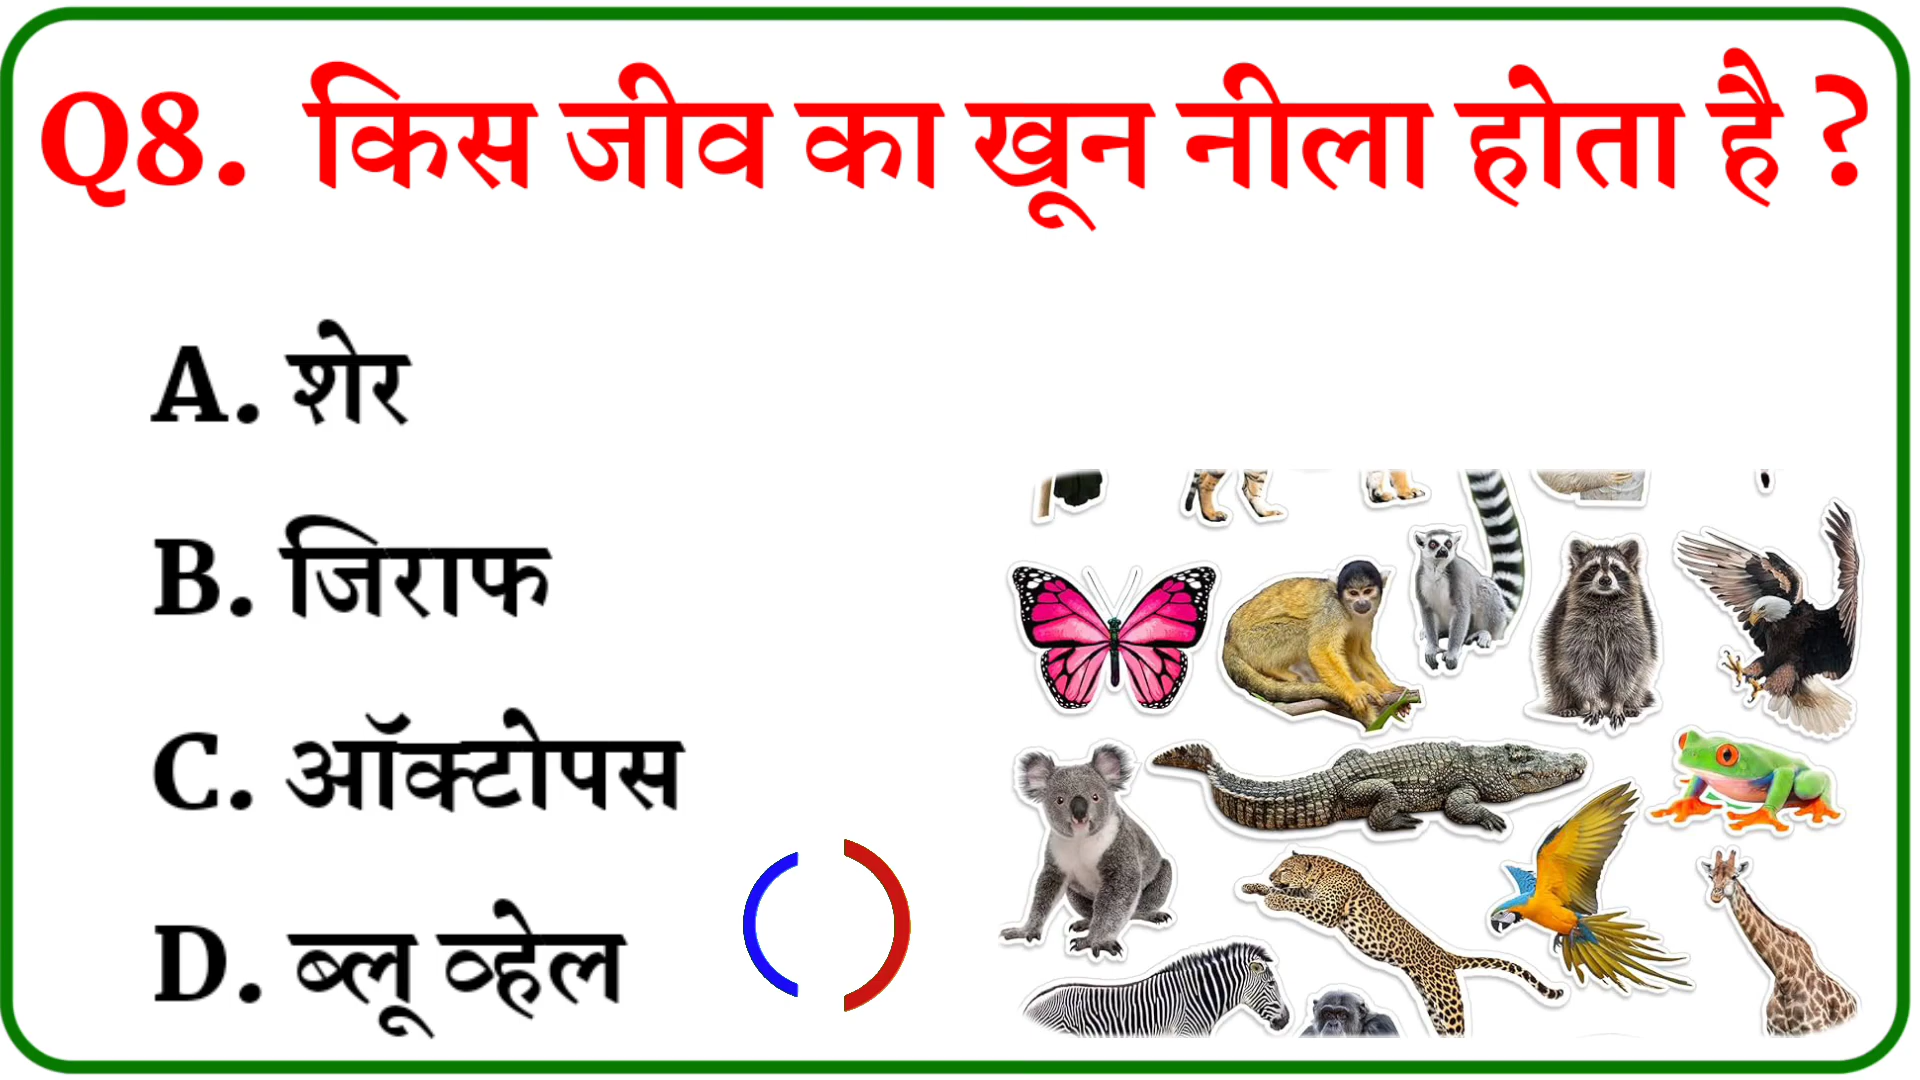 Q8. किस जीव का खून नीला होता है ?
A. शेर
B. जिराफ
C. ऑक्टोपस
D. ब्लू व्हेल